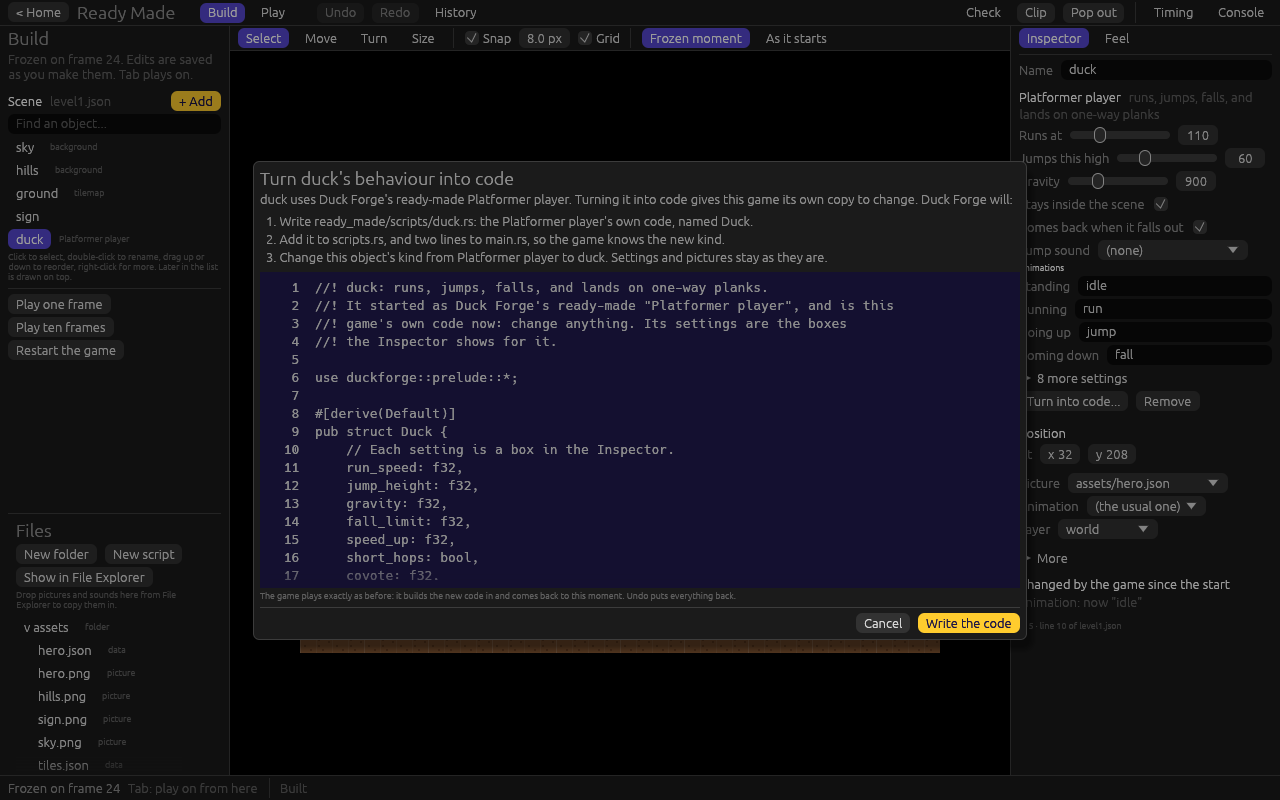 < Home Ready Made Build Play Undo Redo History Check Clip Pop out Timing Console
Build
Frozen on frame 24. Edits are saved
as you make them. Tab plays on.
Scene level1.json + Add
Find an object...
sky background
hills background
ground tilemap
sign
duck Platformer player
Click to select, double-click to rename, drag up or
down to reorder, right-click for more. Later in the list
is drawn on top.
Play one frame
Play ten frames
Restart the game
Files
New folder New script
Show in File Explorer
Drop pictures and sounds here from File
Explorer to copy them in.
v assets folder
hero.json data
hero.png picture
hills.png picture
sign.png picture
sky.png picture
tiles.json data
Select Move Turn Size Snap 8.0 px Grid Frozen moment As it starts
Turn duck's behaviour into code
duck uses Duck Forge's ready-made Platformer player. Turning it into code gives this game its own copy to change. Duck Forge will:
1. Write ready_made/scripts/duck.rs: the Platformer player's own code, named Duck.
2. Add it to scripts.rs, and two lines to main.rs, so the game knows the new kind.
3. Change this object's kind from Platformer player to duck. Settings and pictures stay as they are.
1 //! duck: runs, jumps, falls, and lands on one-way planks.
2 //! It started as Duck Forge's ready-made "Platformer player", and is this
3 //! game's own code now: change anything. Its settings are the boxes
4 //! the Inspector shows for it.
5
6 use duckforge::prelude::*;
7
8 #[derive(Default)]
9 pub struct Duck {
10 // Each setting is a box in the Inspector.
11 run_speed: f32,
12 jump_height: f32,
13 gravity: f32,
14 fall_limit: f32,
15 speed_up: f32,
16 short_hops: bool,
17 coyote: f32,
The game plays exactly as before: it builds the new code in and comes back to this moment. Undo puts everything back.
Cancel Write the code
Inspector Feel
Name duck
Platformer player runs, jumps, falls, and
lands on one-way planks
Runs at 110
Jumps this high 60
ravity 900
tays inside the scene
omes back when it falls out
ump sound (none)
nimations
tanding idle
unning run
oing up jump
oming down fall
8 more settings
Turn into code... Remove
osition
t x 32 y 208
icture assets/hero.json
nimation (the usual one)
ayer world
More
hanged by the game since the start
nimation: now "idle"
5 · line 10 of level1.json
Frozen on frame 24 Tab: play on from here Built